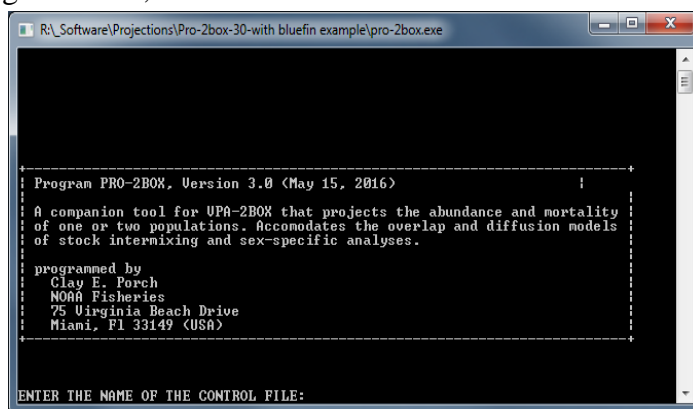 R:\_Software\Projections\Pro-2box-30-with bluefin example\pro-2box.exe
Program PRO-2BOX, Version 3.0 (May 15, 2016)
A companion tool for VPA-2BOX that projects the abundance and mortality
of one or two populations. Accomodates the overlap and diffusion models
of stock intermixing and sex-specific analyses.
programmed by
Clay E. Porch
NOAA Fisheries
75 Virginia Beach Drive
Miami, Fl 33149 (USA)
ENTER THE NAME OF THE CONTROL FILE: